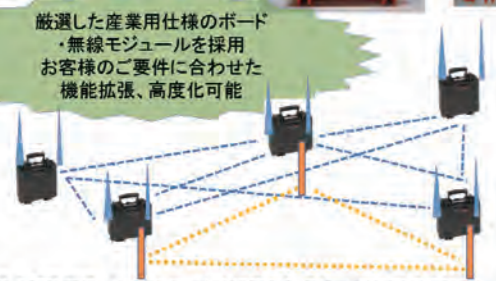 厳選した産業用仕様のボード
・無線モジュールを採用
お客様のご要件に合わせた
機能拡張、高度化可能